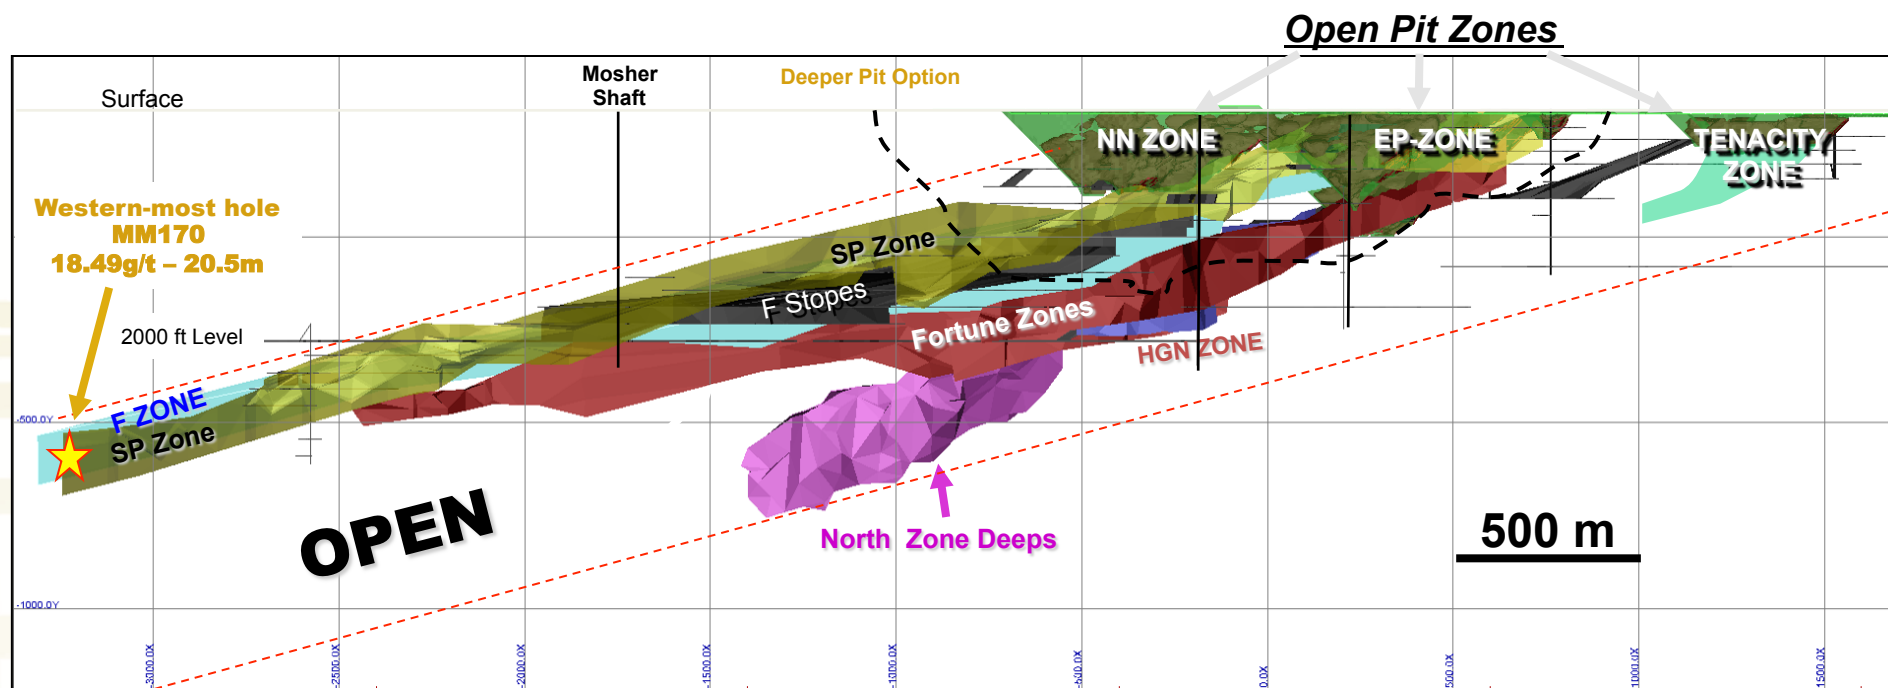 Open Pit Zones
Mosher
Shaft
Deeper Pit Option
Surface
NN ZONE
EP-ZONE
TENACITY
ZONE
Western-most hole
MM170
18.49g/t – 20.5m
SP Zone
F Stopes
Fortune Zones
2000 ft Level
HGN ZONE
F ZONE
SP Zone
-500.0Y
OPEN
North Zone Deeps
500 m
-1000.0Y
-3000.0X
-2500.0X
-2000.0X
-1500.0X
-1000.0X
-500.0X
0.0X
500.0X
1000.0X
1500.0X